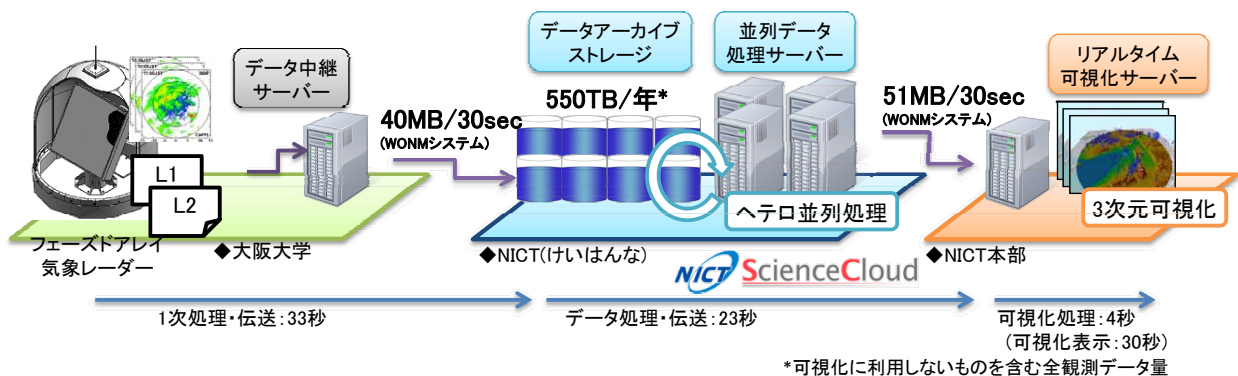 データ中継
サーバー
データアーカイブ
ストレージ
並列データ
処理サーバー
リアルタイム
可視化サーバー
40MB/30sec
(WONMシステム)
550TB/年*
51MB/30sec
(WONMシステム)
L1
L2
ヘテロ並列処理
3次元可視化
フェーズドアレイ
気象レーダー
◆大阪大学
◆NICT(けいはんな)
◆NICT本部
NICT ScienceCloud
1次処理・伝送:33秒
データ処理・伝送:23秒
可視化処理:4秒
(可視化表示:30秒)
*可視化に利用しないものを含む全観測データ量